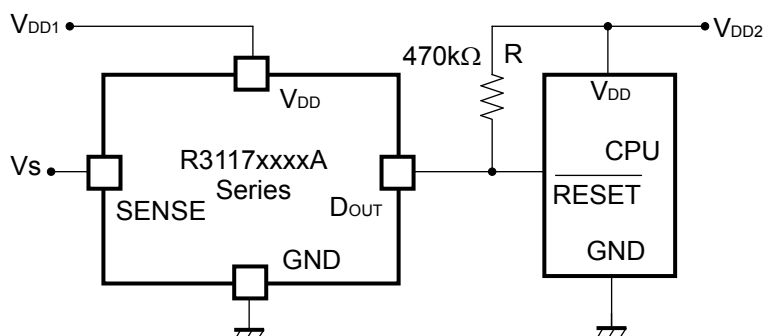 VDD1
VDD2
470kΩ R
VDD
VDD
R3117xxxxA
Series
CPU
Vs
SENSE
DOUT
RESET
GND
GND